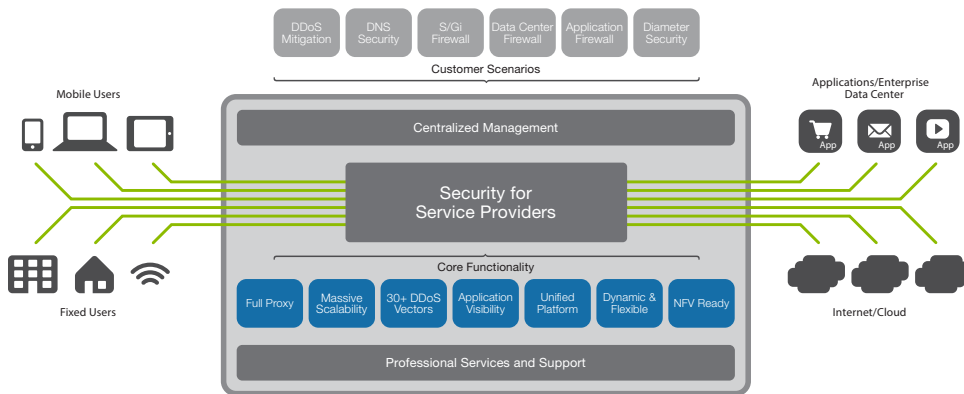 DDoS
Mitigation
DNS
Security
S/Gi
Firewall
Data Center
Firewall
Application
Firewall
Diameter
Security
Customer Scenarios
Mobile Users
Applications/Enterprise
Data Center
App
App
App
Centralized Management
Security for
Service Providers
Core Functionality
Full Proxy
Massive
Scalability
30+ DDoS
Vectors
Application
Visibility
Unified
Platform
Dynamic &
Flexible
NFV Ready
Fixed Users
Internet/Cloud
Professional Services and Support